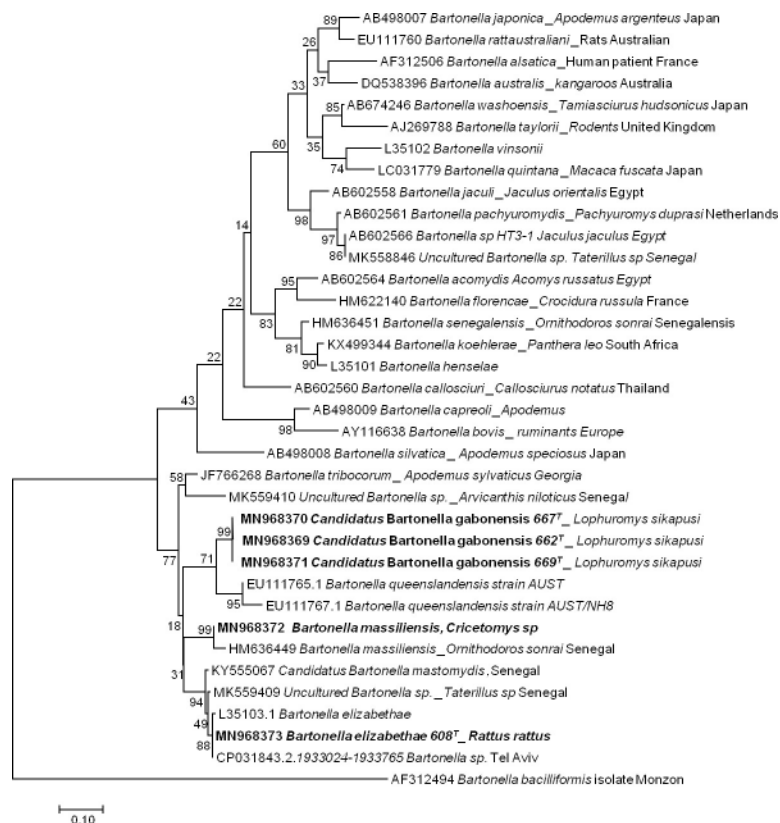 89
AB498007 Bartonella japonica_Apodemus argenteus Japan
26
EU111760 Bartonella rattaustraliani_Rats Australian
AF312506 Bartonella alsatica_Human patient France
37
DQ538396 Bartonella australis_kangaroos Australia
33
85
AB674246 Bartonella washoensis_Tamiasciurus hudsonicus Japan
AJ269788 Bartonella taylorii_Rodents United Kingdom
60
35
L35102 Bartonella vinsonii
74
LC031779 Bartonella quintana_Macaca fuscata Japan
AB602558 Bartonella jaculi_Jaculus orientalis Egypt
98
AB602561 Bartonella pachyuromydis_Pachyuromys duprasi Netherlands
14
97
AB602566 Bartonella sp HT3-1 Jaculus jaculus Egypt
86
MK558846 Uncultured Bartonella sp. Taterillus sp Senegal
95
AB602564 Bartonella acomydis Acomys russatus Egypt
HM622140 Bartonella florencae_Crocidura russula France
22
83
HM636451 Bartonella senegalensis_Ornithodoros sonrai Senegalensis
81
KX499344 Bartonella koehlerae_Panthera leo South Africa
22
90
L35101 Bartonella henselae
AB602560 Bartonella callosciuri_Callosciurus notatus Thailand
43
AB498009 Bartonella capreoli_Apodemus
98
AY116638 Bartonella bovis_ ruminants Europe
AB498008 Bartonella silvatica_Apodemus speciosus Japan
58
JF766268 Bartonella tribocorum_Apodemus sylvaticus Georgia
MK559410 Uncultured Bartonella sp._Arvicanthis niloticus Senegal
MN968370 Candidatus Bartonella gabonensis 667T_ Lophuromys sikapusi
99
MN968369 Candidatus Bartonella gabonensis 662T_ Lophuromys sikapusi
77
71
MN968371 Candidatus Bartonella gabonensis 669T_ Lophuromys sikapusi
EU111765.1 Bartonella queenslandensis strain AUST
95
EU111767.1 Bartonella queenslandensis strain AUST/NH8
18
99
MN968372 Bartonella massiliensis, Cricetomys sp
HM636449 Bartonella massiliensis_Ornithodoros sonrai Senegal
31
KY555067 Candidatus Bartonella mastomydis, Senegal
94
MK559409 Uncultured Bartonella sp._Taterillus sp Senegal
49
L35103.1 Bartonella elizabethae
MN968373 Bartonella elizabethae 608T_ Rattus rattus
88
CP031843.2.1933024-1933765 Bartonella sp. Tel Aviv
AF312494 Bartonella bacilliformis isolate Monzon
0.10